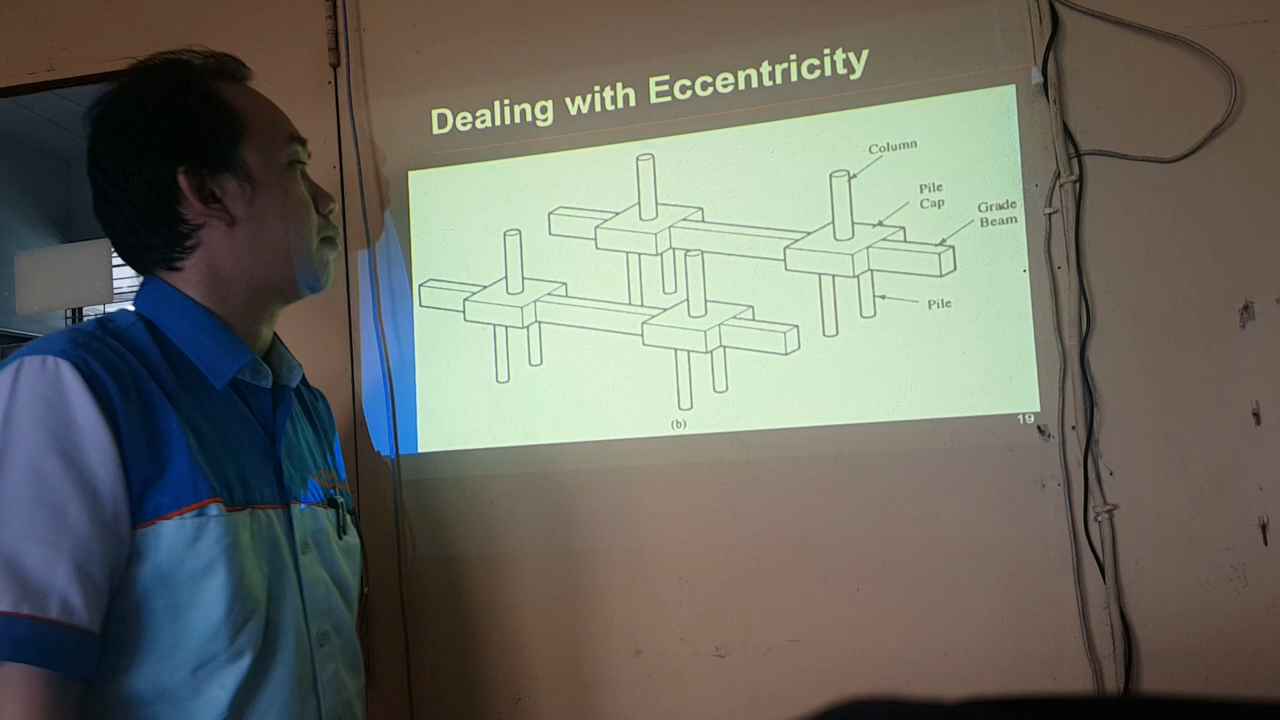 Dealing with Eccentricity
Column
Pile
Cap
Grade
Beam
Pile
(b)
19